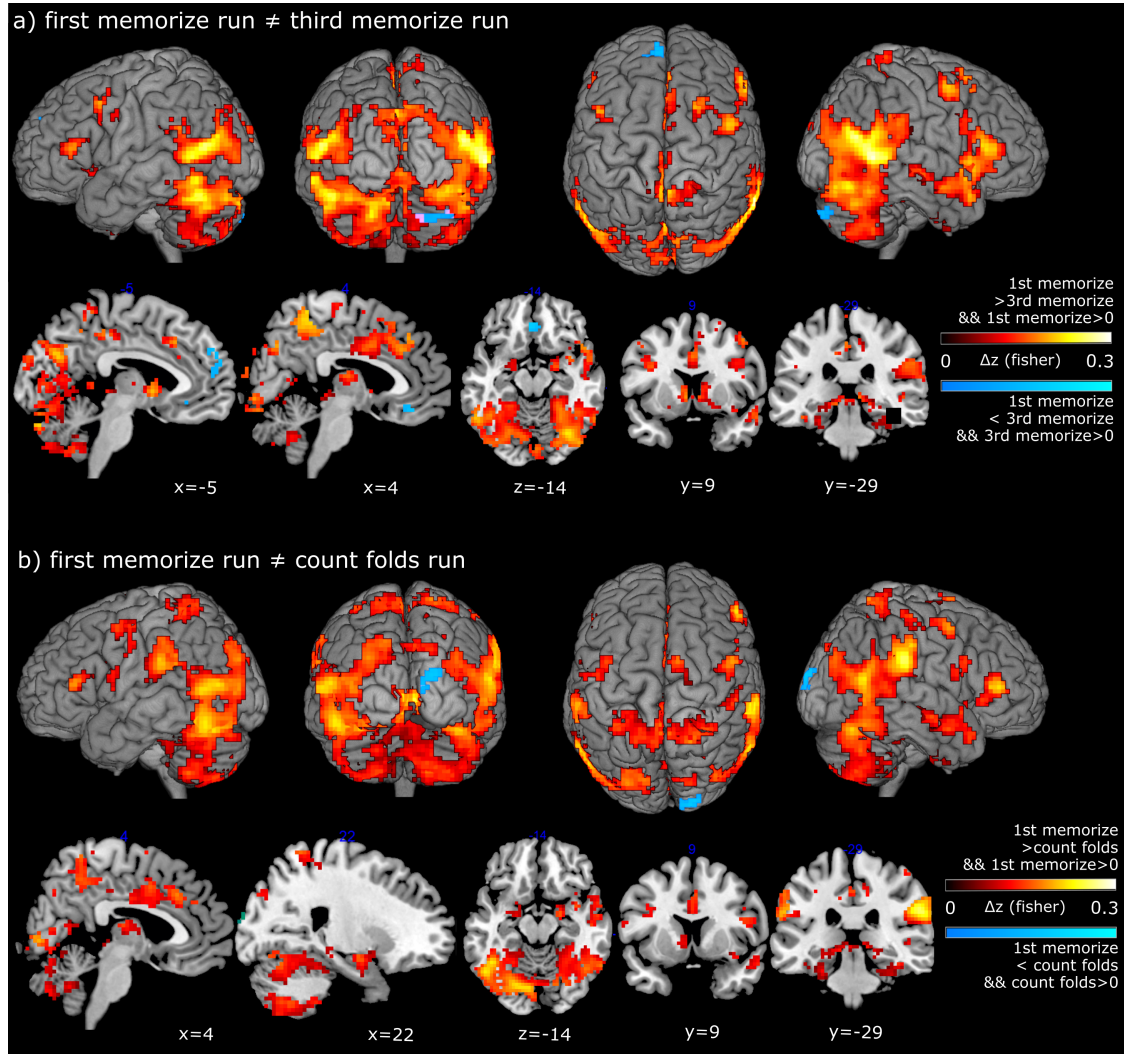 a) first memorize run ≠ third memorize run
-5
4
-14
9
-29
1st memorize
>3rd memorize
&& 1st memorize>0
0 Δz (fisher) 0.3
1st memorize
< 3rd memorize
&& 3rd memorize>0
x=-5
x=4
z=-14
y=9
y=-29
b) first memorize run ≠ count folds run
4
22
-14
9
-29
1st memorize
>count folds
&& 1st memorize>0
0 Δz (fisher) 0.3
1st memorize
< count folds
&& count folds>0
x=4
x=22
z=-14
y=9
y=-29